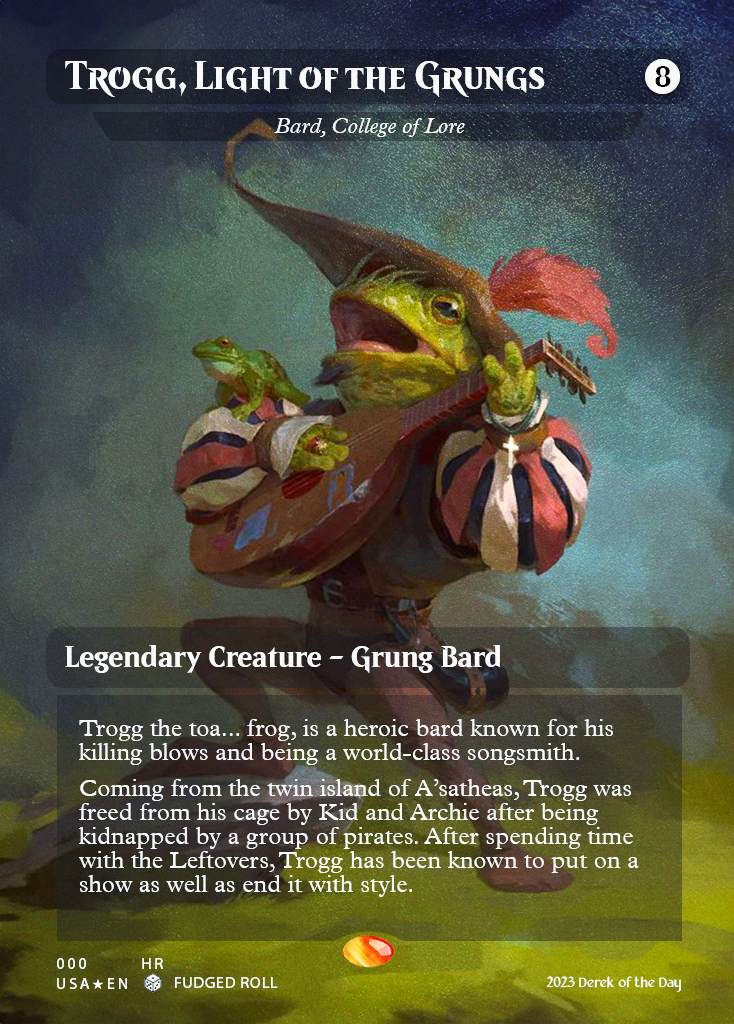 Trogg, Light of the Grungs
8
Bard, College of Lore
Legendary Creature – Grung Bard
Trogg the toa... frog, is a heroic bard known for his
killing blows and being a world-class songsmith.
Coming from the twin island of A'satheas, Trogg was
freed from his cage by Kid and Archie after being
kidnapped by a group of pirates. After spending time
with the Leftovers, Trogg has been known to put on a
show as well as end it with style.
000 HR
USA★EN FUDGED ROLL
2023 Derek of the Day